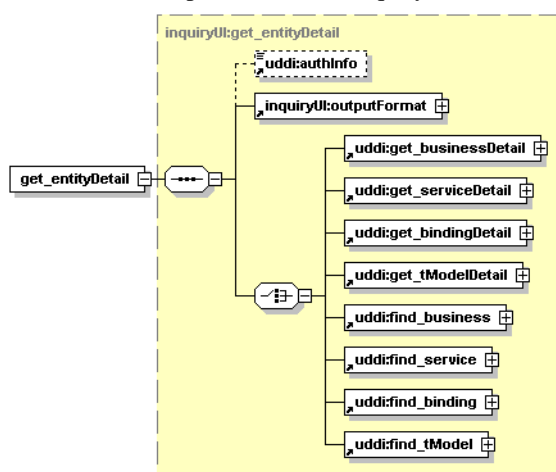 inquiryUI:get_entityDetail
uddi:authInfo
inquiryUI:outputFormat
get_entityDetail
uddi:get_businessDetail
uddi:get_serviceDetail
uddi:get_bindingDetail
uddi:get_tModelDetail
uddi:find_business
uddi:find_service
uddi:find_binding
uddi:find_tModel